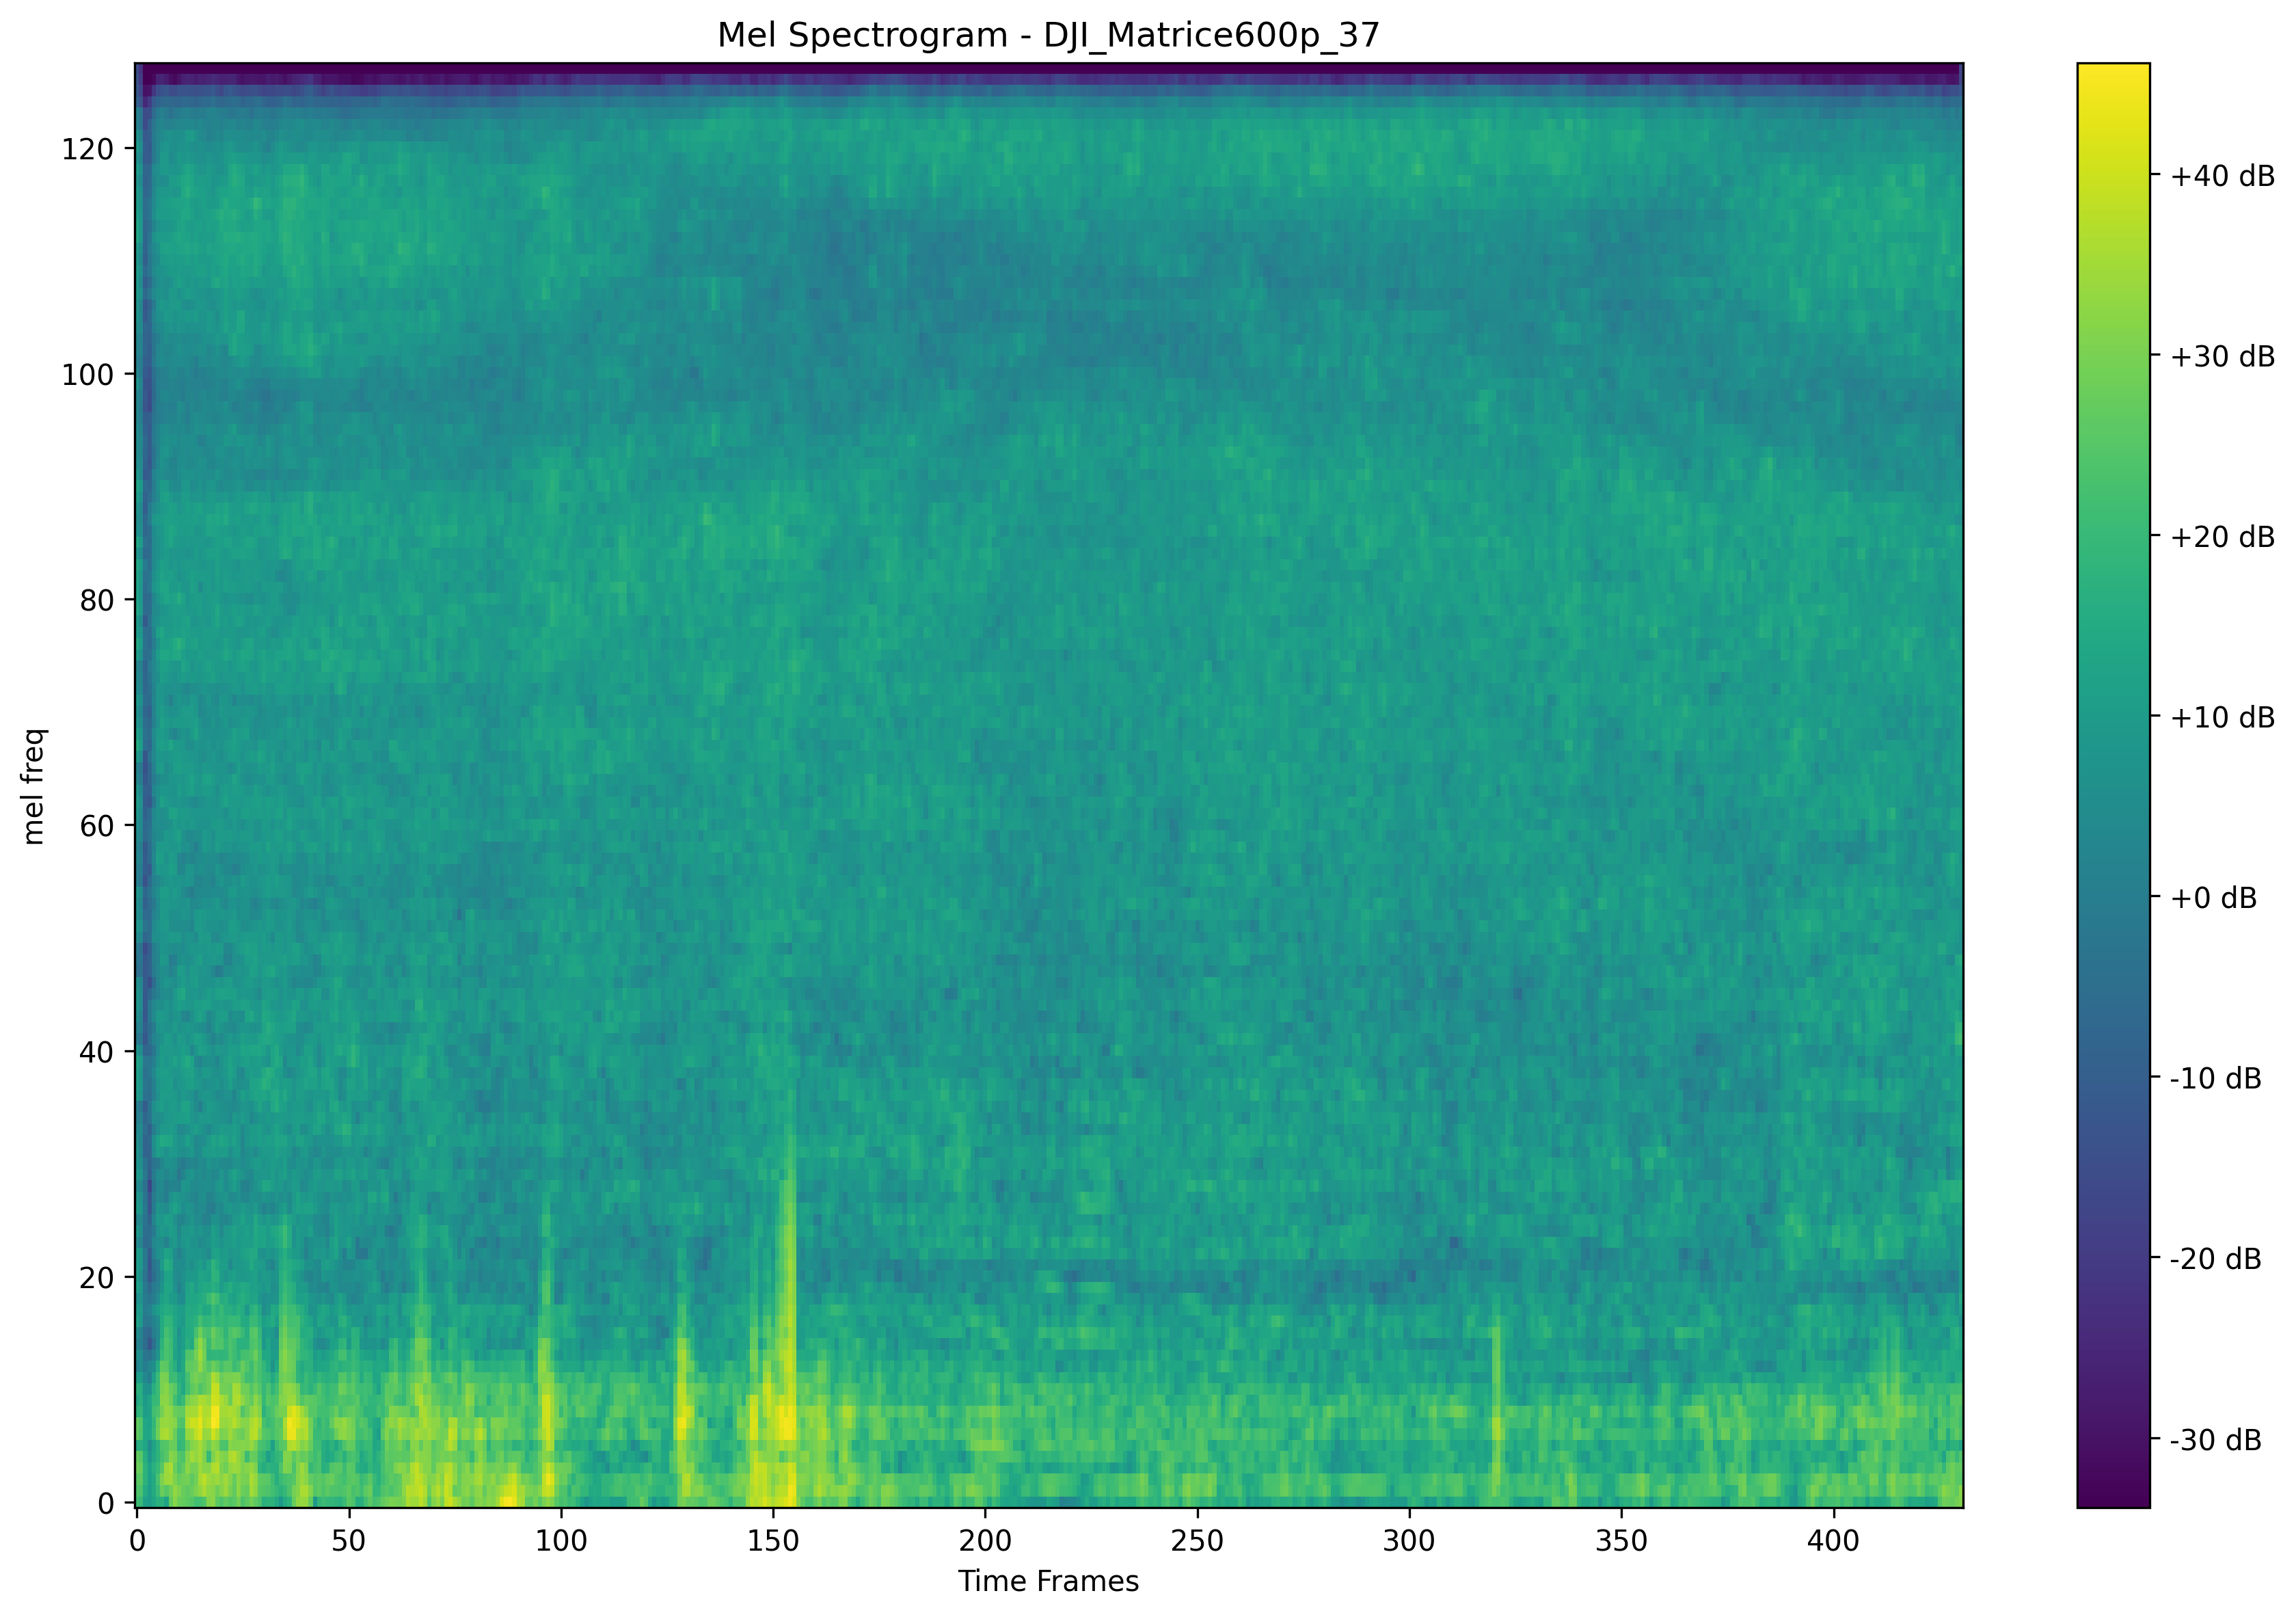 Mel Spectrogram - DJI_Matrice600p_37
mel freq
120
100
80
60
40
20
0
0 50 100 150 200 250 300 350 400
Time Frames
+40 dB
+30 dB
+20 dB
+10 dB
+0 dB
-10 dB
-20 dB
-30 dB